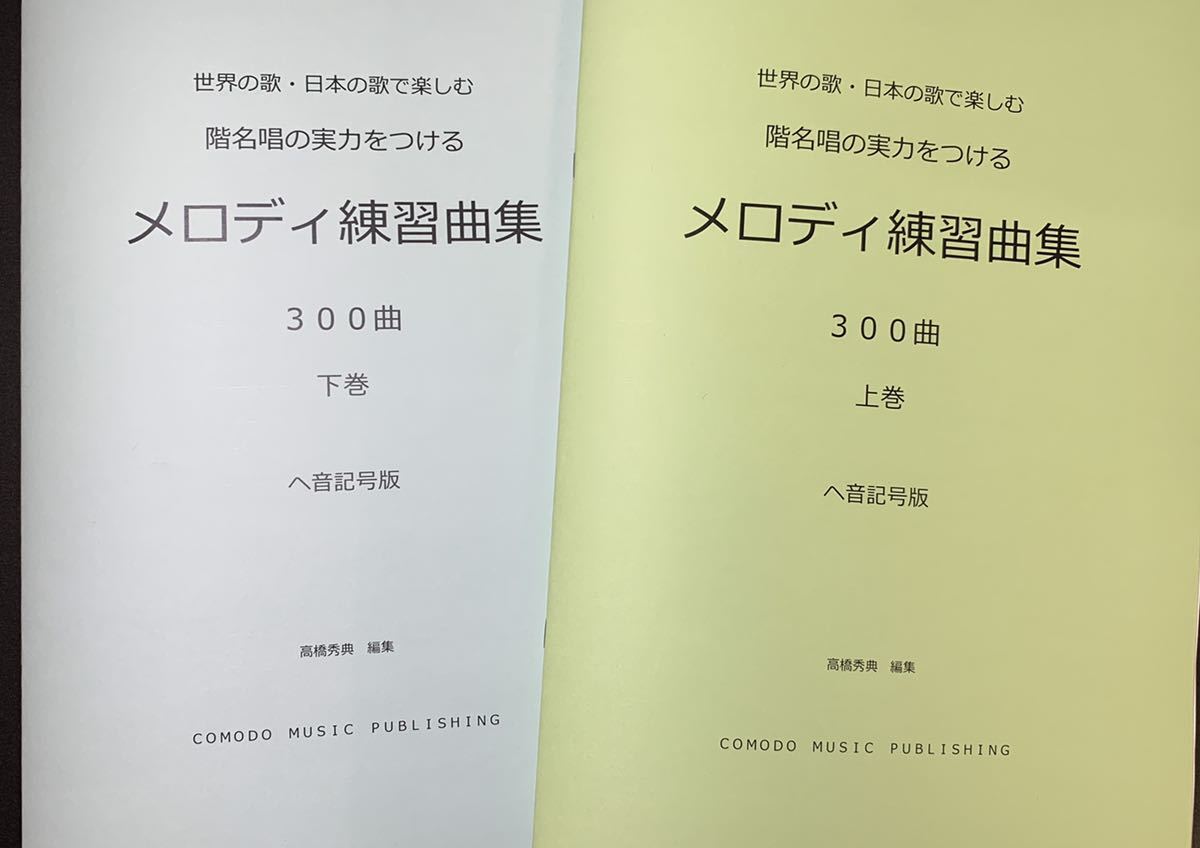 世界の歌・日本の歌で楽しむ
階名唱の実力をつける
メロディ練習曲集
３００曲
下巻
ヘ音記号版
高橋秀典　編集
COMODO MUSIC PUBLISHING
世界の歌・日本の歌で楽しむ
階名唱の実力をつける
メロディ練習曲集
３００曲
上巻
ヘ音記号版
高橋秀典　編集
COMODO MUSIC PUBLISHING